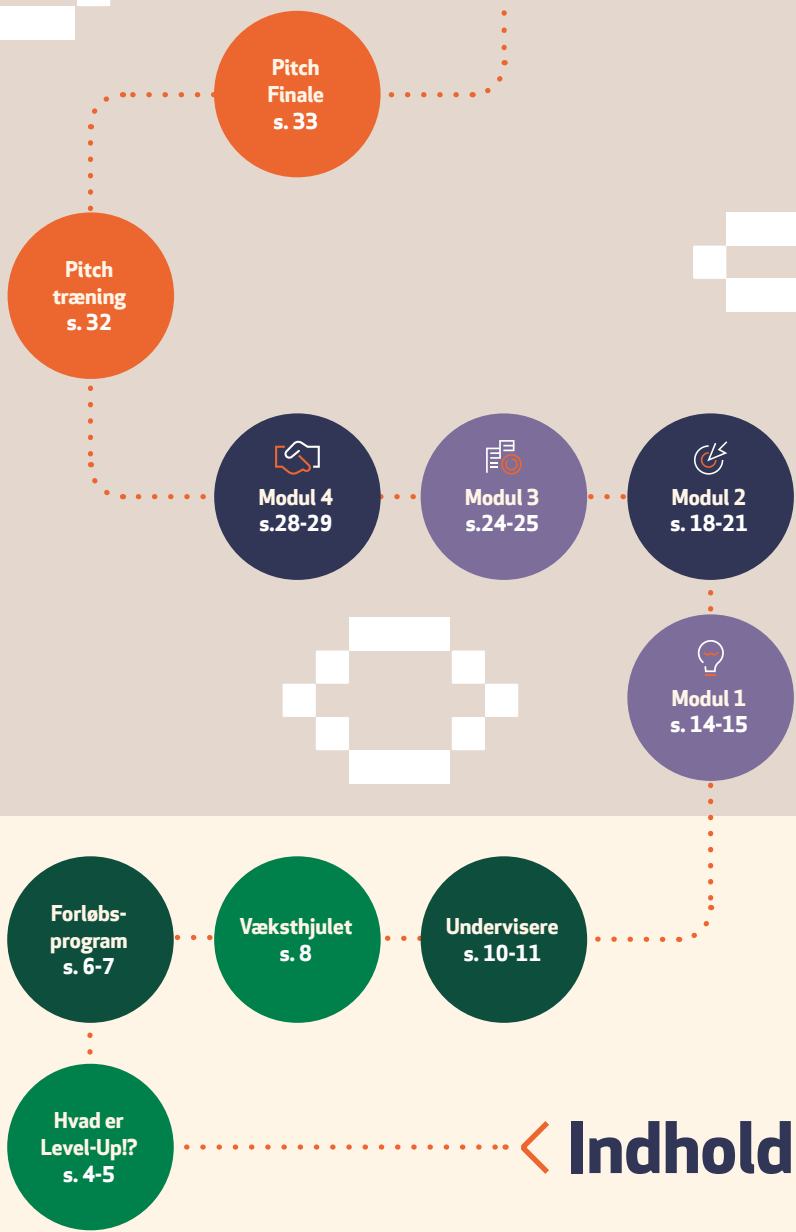 Pitch
Finale
s. 33
Pitch
træning
s. 32
Modul 4
s.28-29
Modul 3
s.24-25
Modul 2
s. 18-21
Modul 1
s. 14-15
Forløbs-
program
s. 6-7
Væksthjulet
s. 8
Undervisere
s. 10-11
Hvad er
Level-Up!?
s. 4-5
Indhold